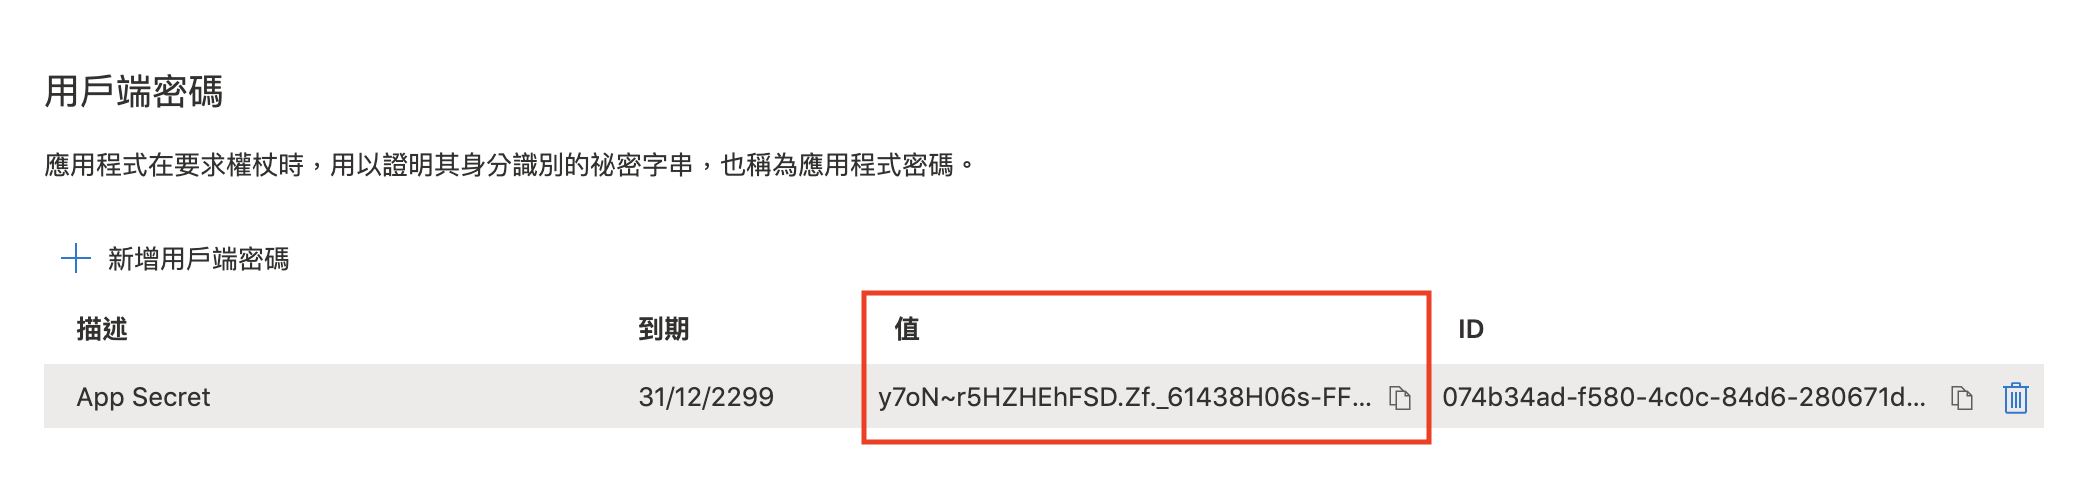 用戶端密碼
應用程式在要求權杖時，用以證明其身分識別的祕密字串，也稱為應用程式密碼。
新增用戶端密碼
描述 到期 值 ID
App Secret 31/12/2299 y7oN~r5HZHEhFSD.Zf._61438H06s-FF... 074b34ad-f580-4c0c-84d6-280671d...